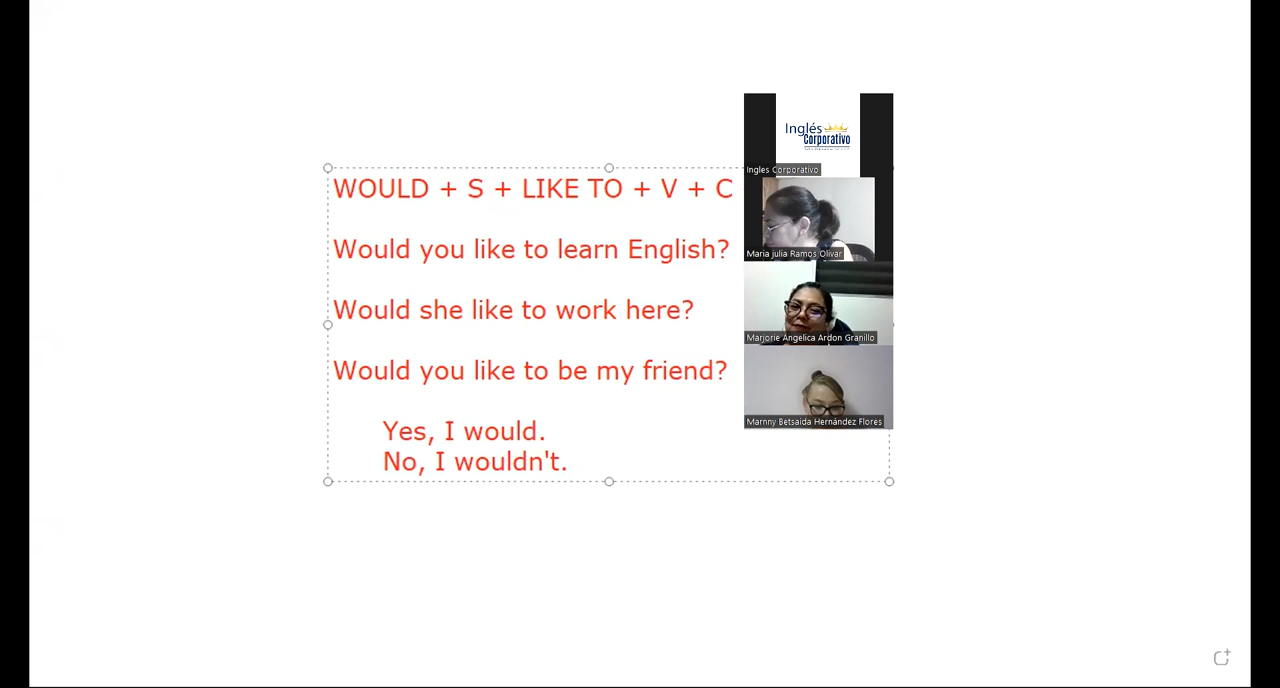 Inglés
Corporativo
Ingles Corporativo
WOULD + S + LIKE TO + V + C
Maria julia Ramos Olivar
Would you like to learn English?
Would she like to work here?
Marjorie Angelica Ardon Granillo
Would you like to be my friend?
Marnny Betsaida Hernández Flores
Yes, I would.
No, I wouldn't.